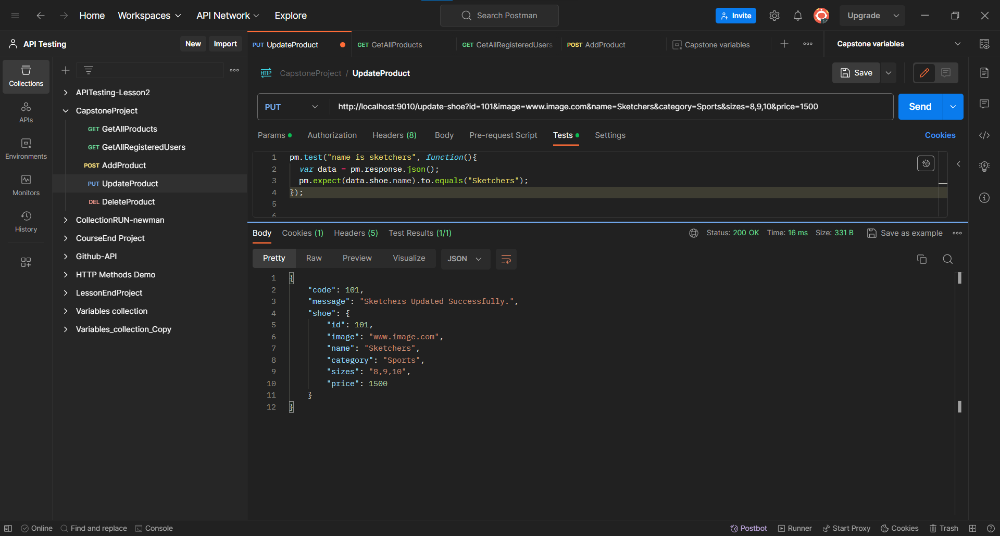 Home Workspaces API Network Explore Search Postman Invite Upgrade
API Testing New Import PUT UpdateProduct GET GetAllProducts GET GetAllRegisteredUsers POST AddProduct Capstone variables Capstone variables
Collections
APIs
Environments
Monitors
History
APITesting-Lesson2
CapstoneProject
GET GetAllProducts
GET GetAllRegisteredUsers
POST AddProduct
PUT UpdateProduct
DEL DeleteProduct
CollectionRUN-newman
CourseEnd Project
Github-API
HTTP Methods Demo
LessonEndProject
Variables collection
Variables_collection_Copy
HTTP CapstoneProject / UpdateProduct Save
PUT http://localhost:9010/update-shoe?id=101&image=www.image.com&name=Sketchers&category=Sports&sizes=8,9,10&price=1500 Send
Params Authorization Headers (8) Body Pre-request Script Tests Settings Cookies
1 pm.test("name is sketchers", function(){
2 var data = pm.response.json();
3 pm.expect(data.shoe.name).to.equals("Sketchers");
4 });
5
6
Body Cookies (1) Headers (5) Test Results (1/1) Status: 200 OK Time: 16 ms Size: 331 B Save as example
Pretty Raw Preview Visualize JSON
1 {
2 "code": 101,
3 "message": "Sketchers Updated Successfully.",
4 "shoe": {
5 "id": 101,
6 "image": "www.image.com",
7 "name": "Sketchers",
8 "category": "Sports",
9 "sizes": "8,9,10",
10 "price": 1500
11 }
12 }
Online Find and replace Console Postbot Runner Start Proxy Cookies Trash